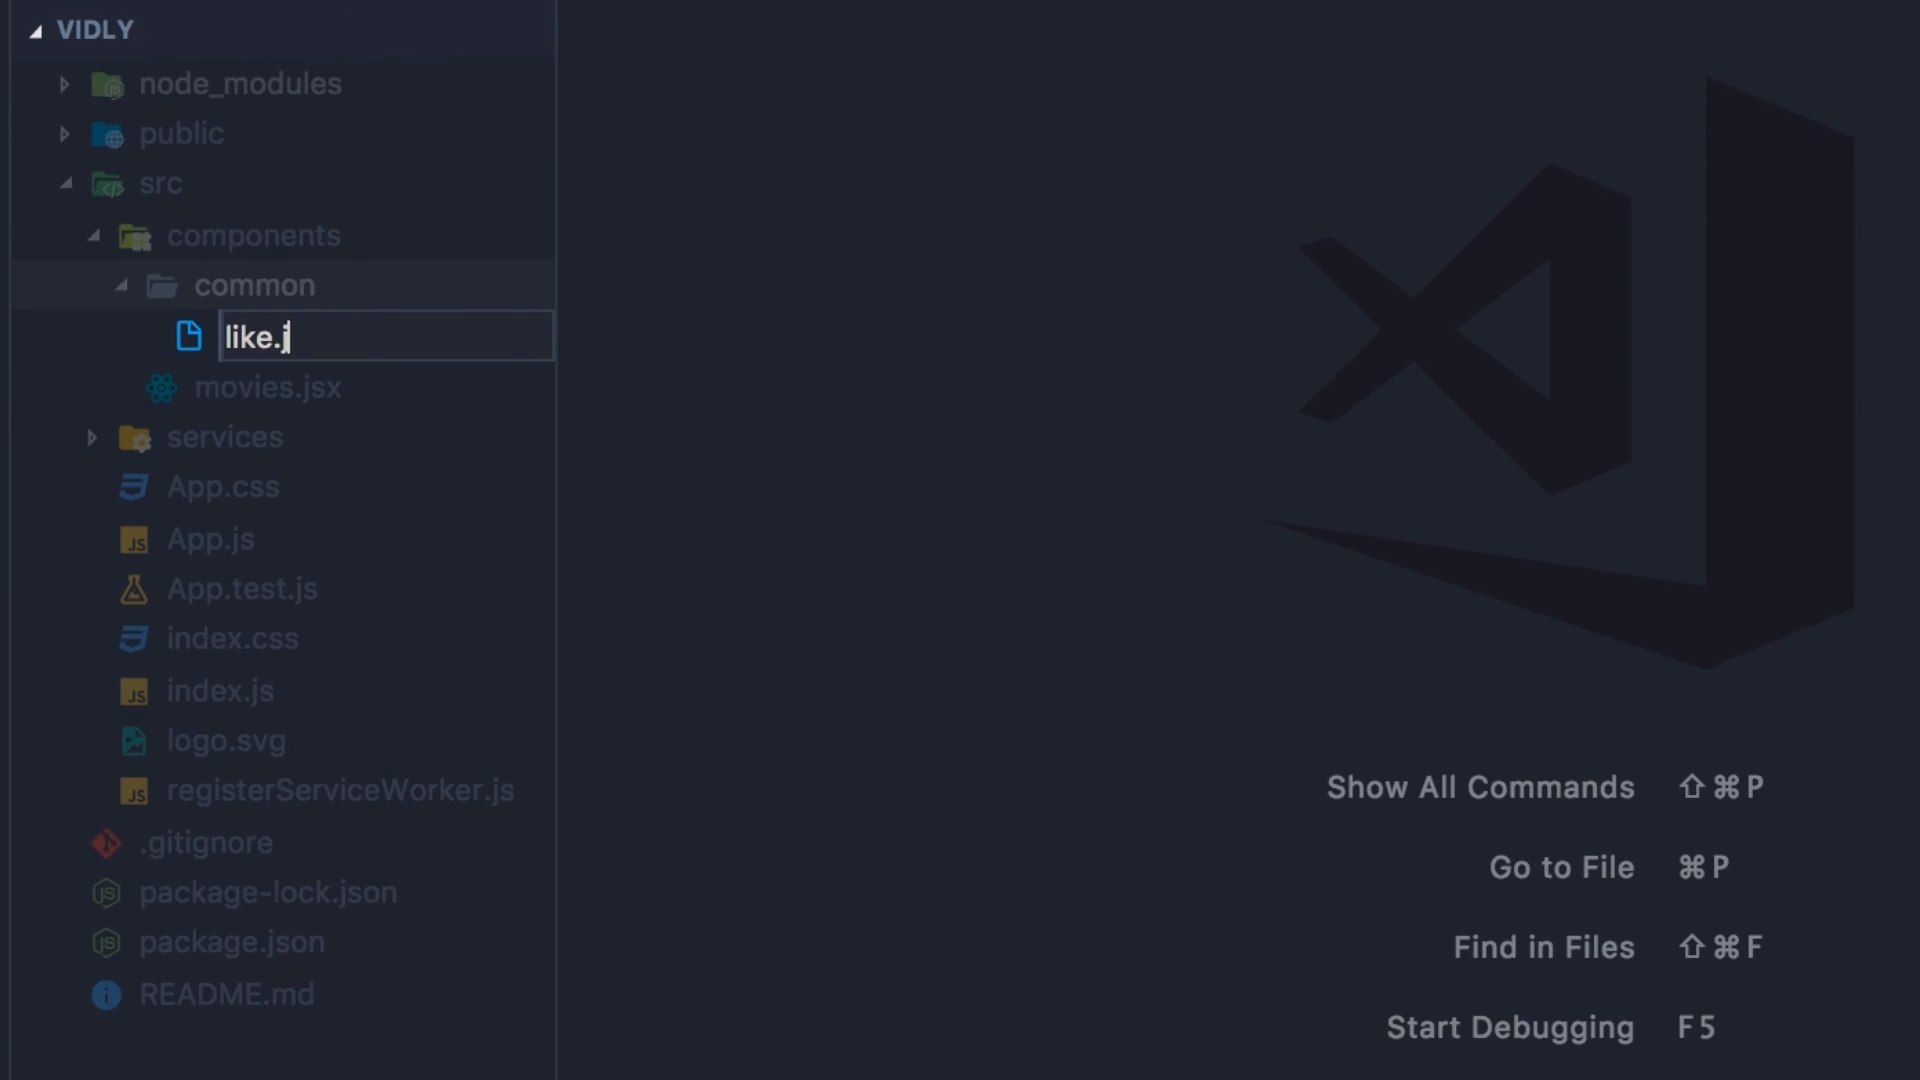 VIDLY
node_modules
public
src
components
common
like.j
movies.jsx
services
App.css
App.js
App.test.js
index.css
index.js
logo.svg
registerServiceWorker.js
.gitignore
package-lock.json
package.json
README.md
Show All Commands ⇧⌘P
Go to File ⌘P
Find in Files ⇧⌘F
Start Debugging F5